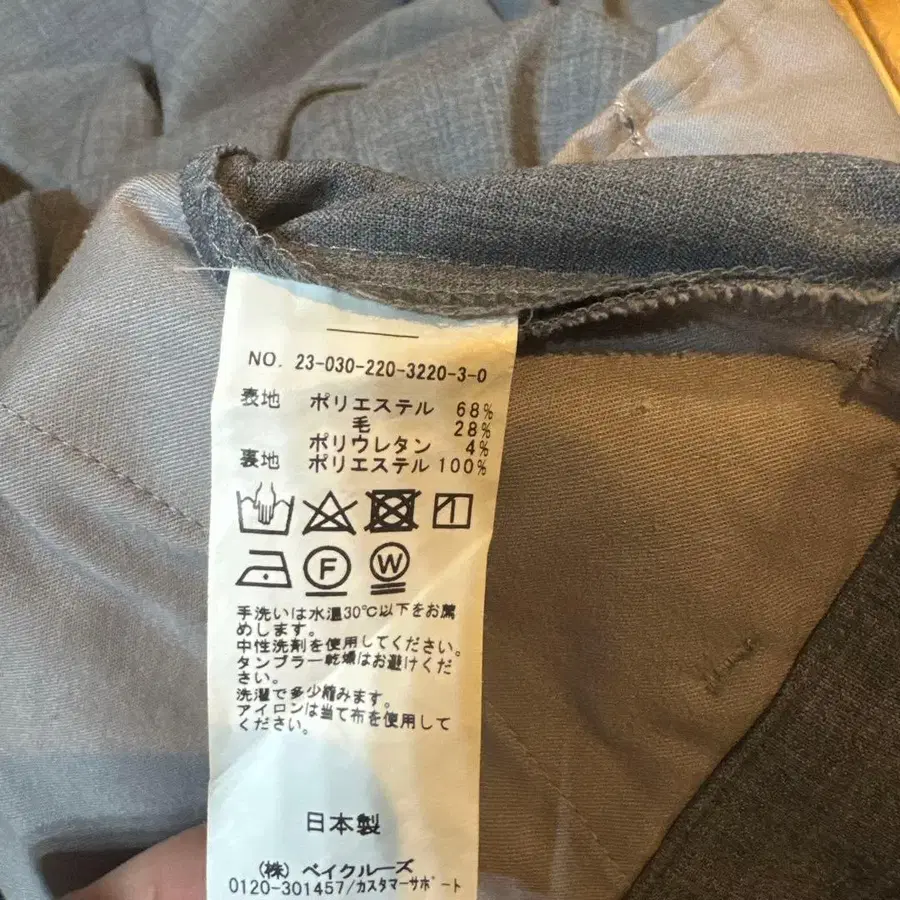 NO. 23-030-220-3220-3-0
表地 ポリエステル 68%
毛 28%
ポリウレタン 4%
裏地 ポリエステル 100%
F W
手洗いは水温30℃以下をお薦
めします。
中性洗剤を使用してください。
タンブラー乾燥はお避けくだ
さい。
洗濯で多少縮みます。
アイロンは当て布を使用して
ください。
日本製
(株) ベイクルーズ
0120-301457/カスタマーサポート